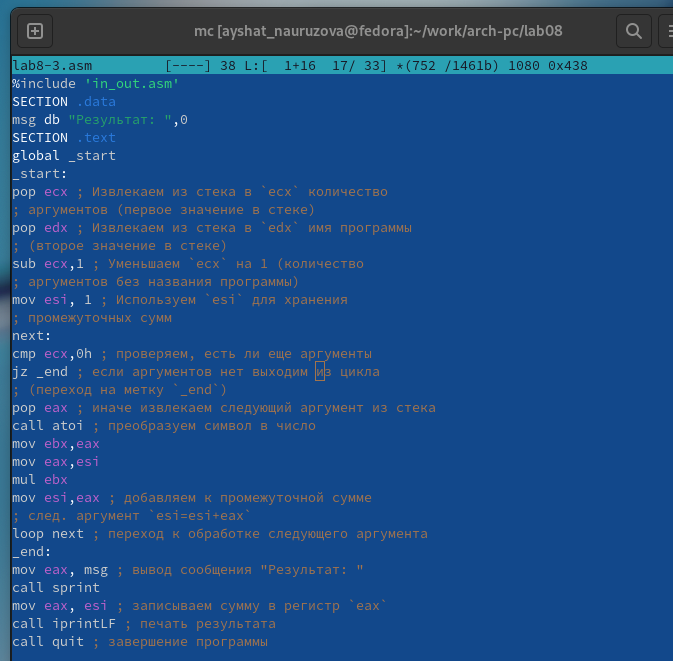 mc [ayshat_nauruzova@fedora]:~/work/arch-pc/lab08
lab8-3.asm [----] 38 L:[ 1+16 17/ 33] *(752 /1461b) 1080 0x438
%include 'in_out.asm'
SECTION .data
msg db "Результат: ",0
SECTION .text
global _start
_start:
pop ecx ; Извлекаем из стека в `ecx` количество
; аргументов (первое значение в стеке)
pop edx ; Извлекаем из стека в `edx` имя программы
; (второе значение в стеке)
sub ecx,1 ; Уменьшаем `ecx` на 1 (количество
; аргументов без названия программы)
mov esi, 1 ; Используем `esi` для хранения
; промежуточных сумм
next:
cmp ecx,0h ; проверяем, есть ли еще аргументы
jz _end ; если аргументов нет выходим из цикла
; (переход на метку `_end`)
pop eax ; иначе извлекаем следующий аргумент из стека
call atoi ; преобразуем символ в число
mov ebx,eax
mov eax,esi
mul ebx
mov esi,eax ; добавляем к промежуточной сумме
; след. аргумент `esi=esi+eax`
loop next ; переход к обработке следующего аргумента
_end:
mov eax, msg ; вывод сообщения "Результат: "
call sprint
mov eax, esi ; записываем сумму в регистр `eax`
call iprintLF ; печать результата
call quit ; завершение программы